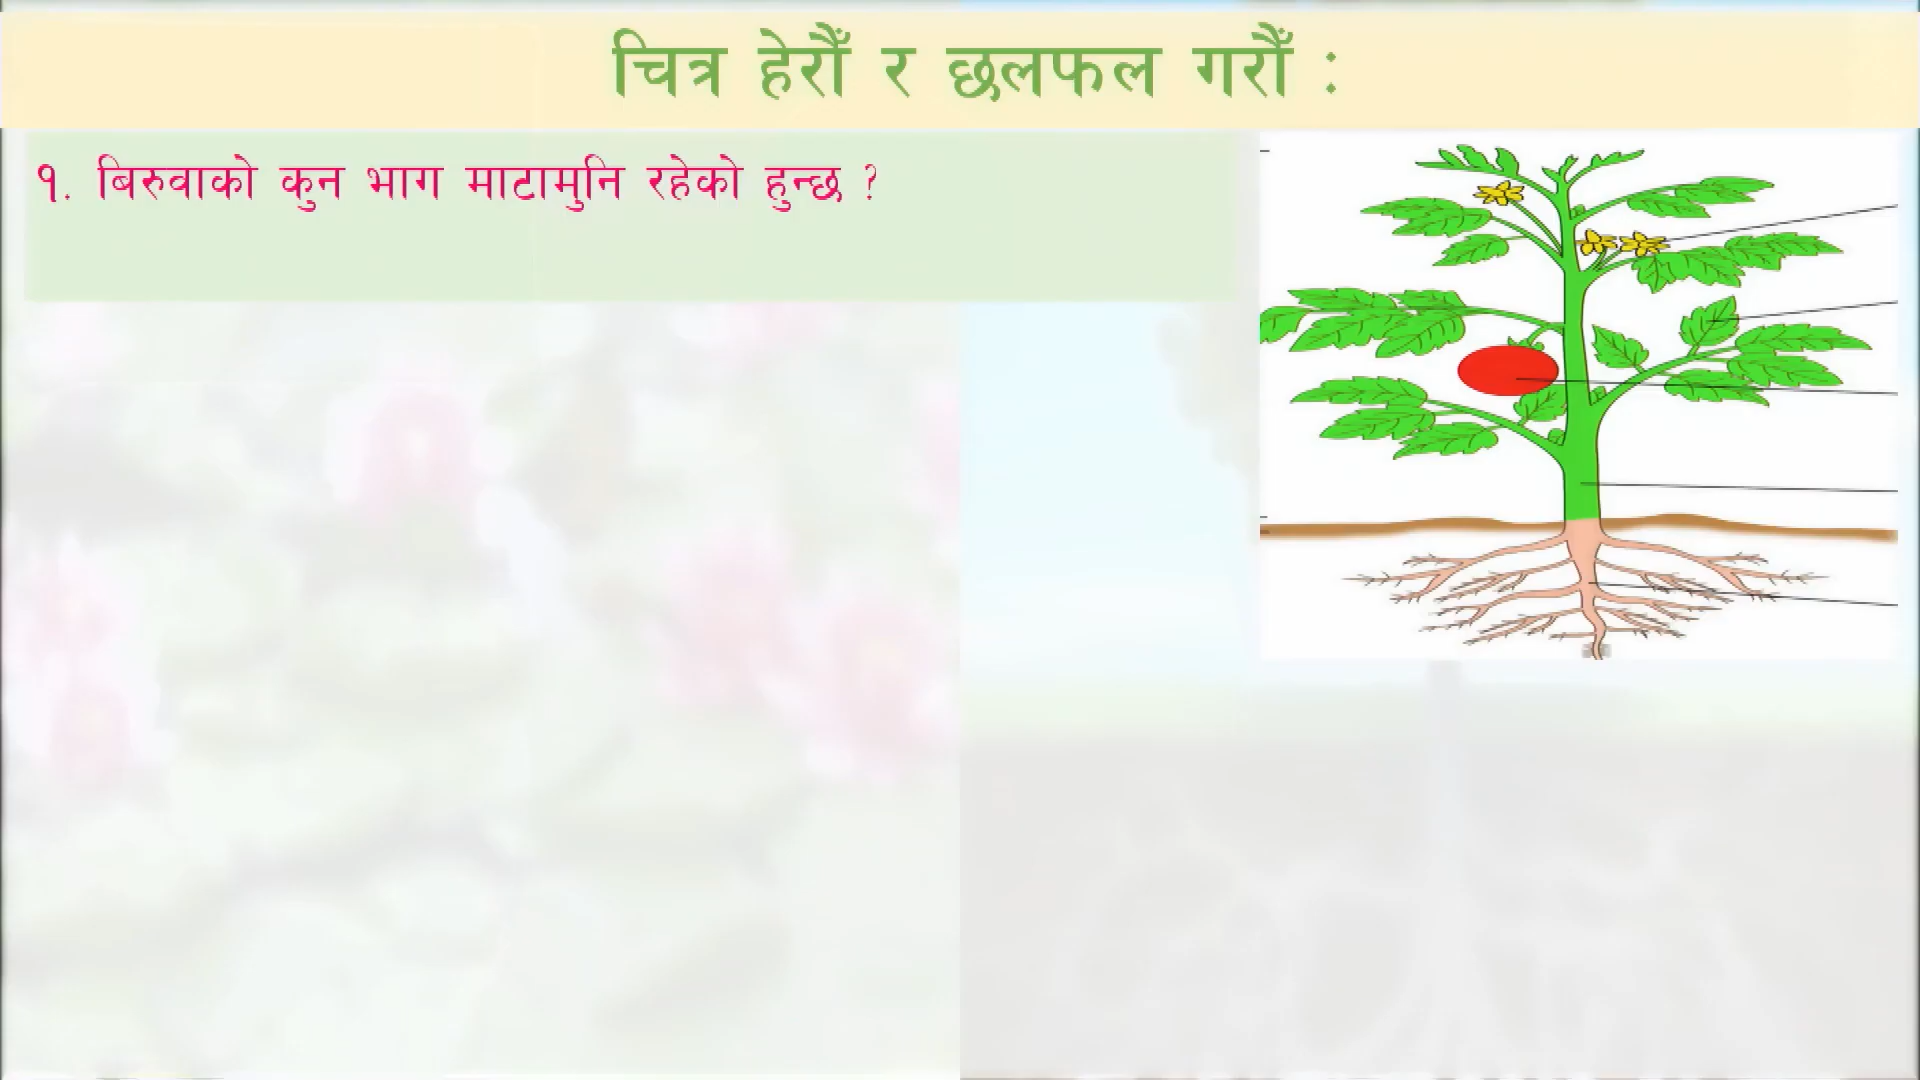 चित्र हेरौँ र छलफल गरौँ :
१. बिरुवाको कुन भाग माटामुनि रहेको हुन्छ ?